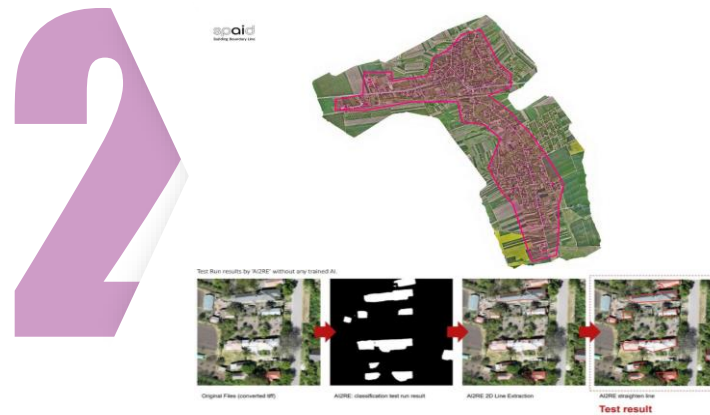 2
spaid
Building Boundary Line
Test Run results by 'AI2RE' without any trained AI.
Original Files (converted tiff)
AI2RE: classification test run result
AI2RE 2D Line Extraction
AI2RE straighten line
Test result